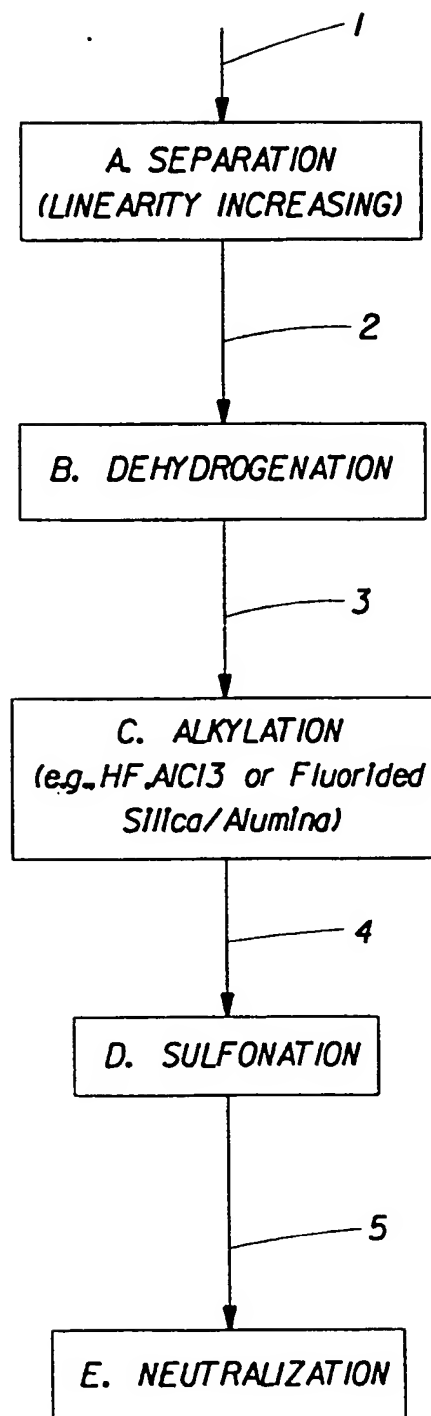 1
A. SEPARATION
(LINEARITY INCREASING)
2
B. DEHYDROGENATION
3
C. ALKYLATION
(e.g., HF, AlCl3 or Fluorided
Silica/Alumina)
4
D. SULFONATION
5
E. NEUTRALIZATION